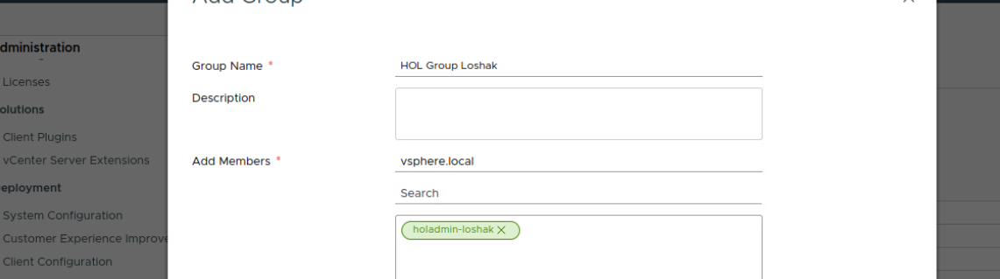 Add Group
dministration
Licenses
olutions
Client Plugins
vCenter Server Extensions
eployment
System Configuration
Customer Experience Improve
Client Configuration
Group Name *
HOL Group Loshak
Description
Add Members *
vsphere.local
Search
holadmin-loshak